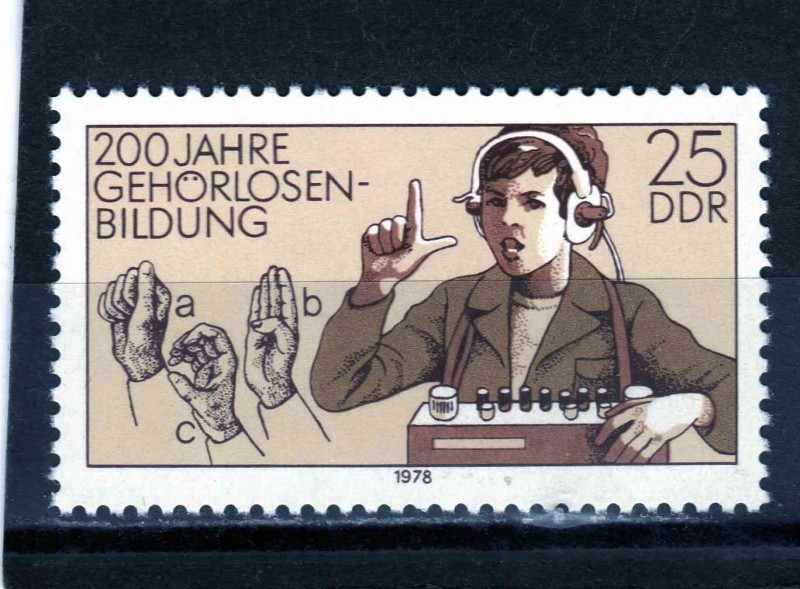 200 JAHRE
GEHÖRLOSEN-
BILDUNG
25
DDR
a
b
c
1978